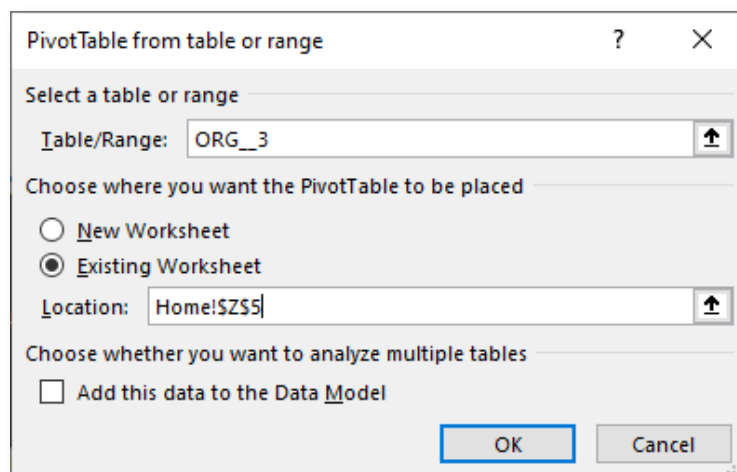 PivotTable from table or range ? ×
Select a table or range
Table/Range: ORG__3
Choose where you want the PivotTable to be placed
New Worksheet
Existing Worksheet
Location: Home!$Z$5
Choose whether you want to analyze multiple tables
Add this data to the Data Model
OK Cancel